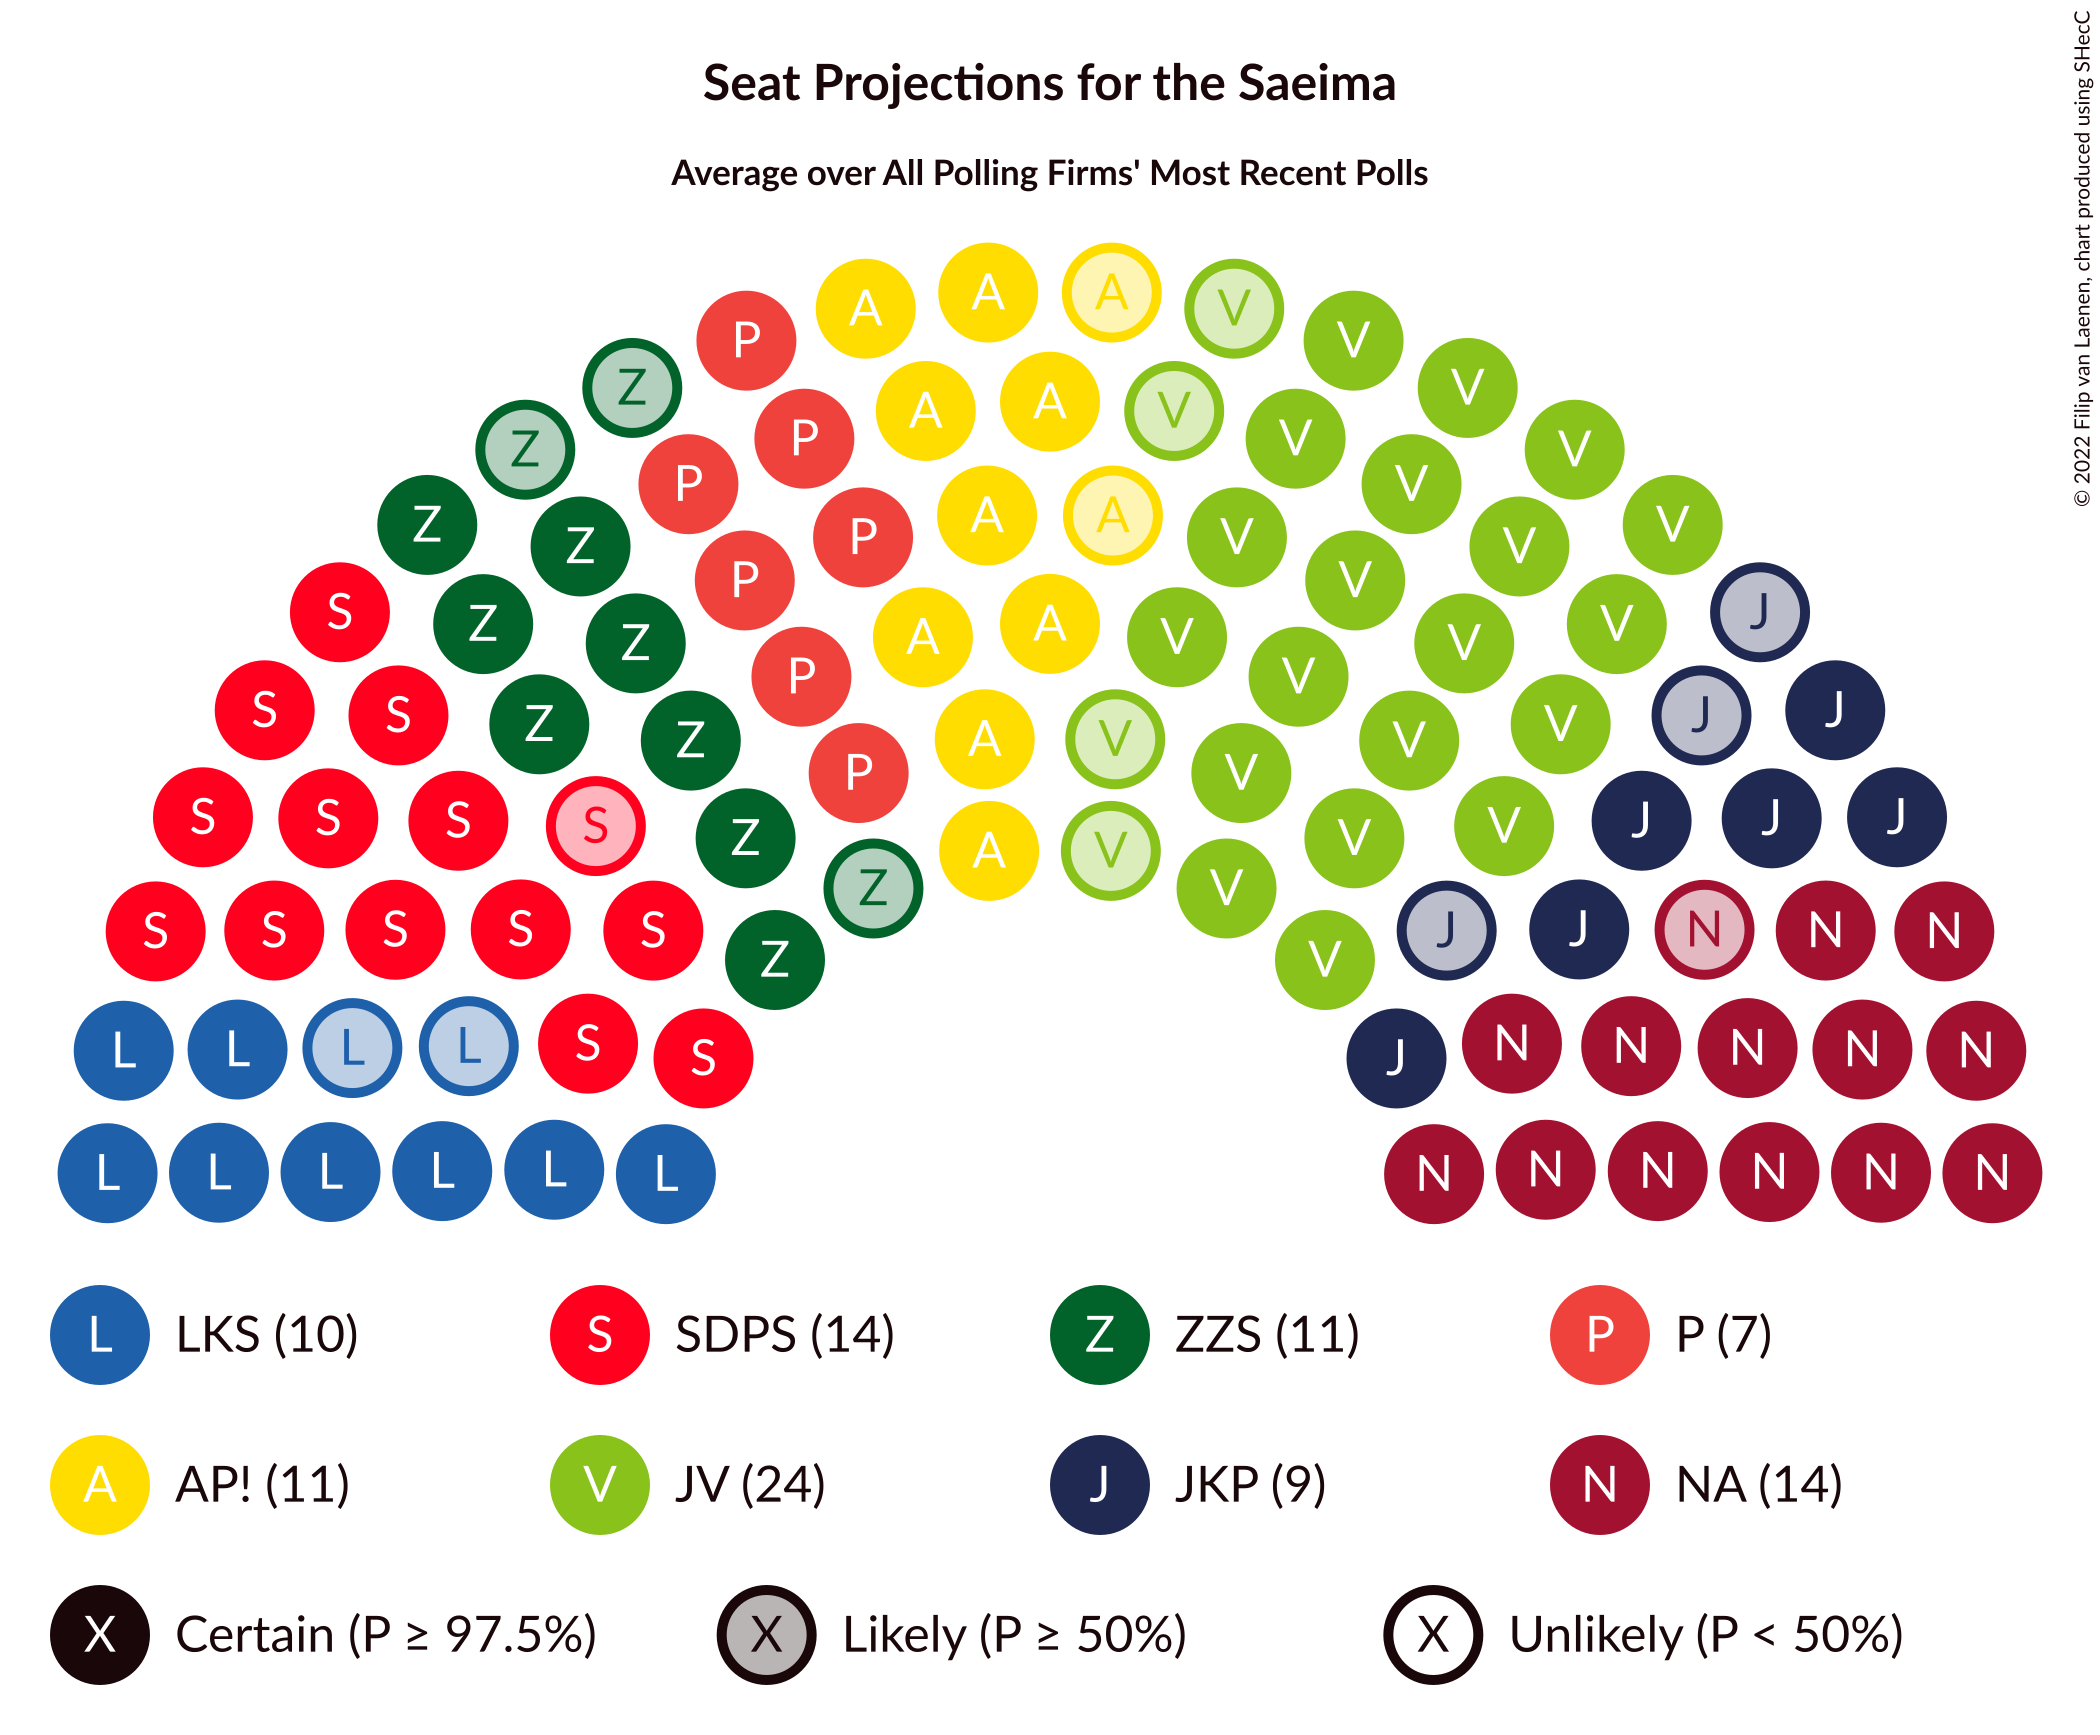 Seat Projections for the Saeima
Average over All Polling Firms' Most Recent Polls
© 2022 Filip van Laenen, chart produced using SHecC
A A A V
P A A V V V
Z P A A V V V
Z P P A A V V V V
Z Z P A A V V V V
S Z Z P A A V V V V J
S S Z Z P A V V V V J J
S S S S Z P A V V V V J J J
S S S S S Z Z V V J J N N N
L L L L S S J N N N N N
L L L L L L N N N N N N
L LKS (10) S SDPS (14) Z ZZS (11) P P (7)
A AP! (11) V JV (24) J JKP (9) N NA (14)
X Certain (P ≥ 97.5%) X Likely (P ≥ 50%) X Unlikely (P < 50%)